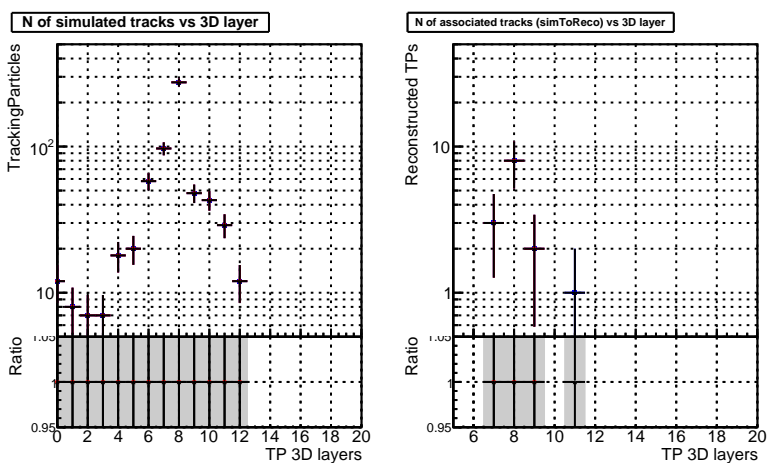 N of simulated tracks vs 3D layer
TrackingParticles
10²
10
Ratio
1.05
1
0.95
0 2 4 6 8 10 12 14 16 18 20
TP 3D layers
N of associated tracks (simToReco) vs 3D layer
Reconstructed TPs
10
1
Ratio
1.05
1
0.95
6 8 10 12 14 16 18 20
TP 3D layers